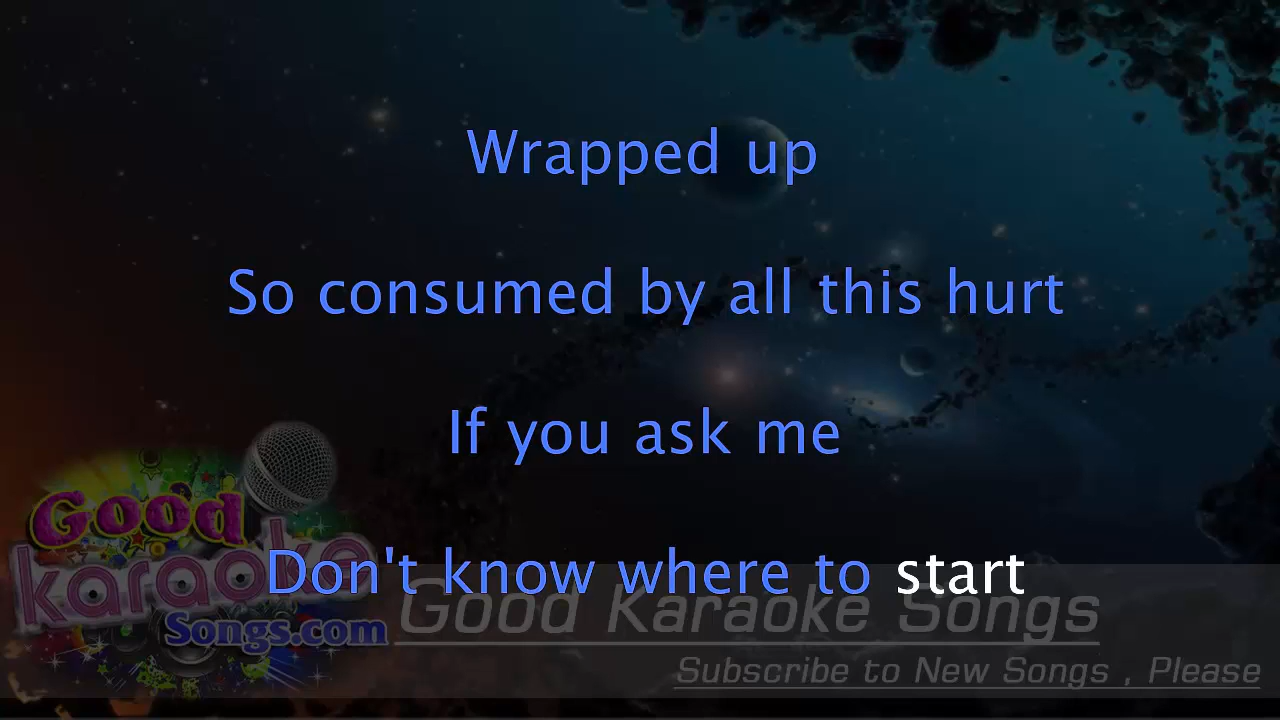 Wrapped up
So consumed by all this hurt
If you ask me
Don't know where to start
Good
karaoke
Songs.com
Good Karaoke Songs
Subscribe to New Songs , Please